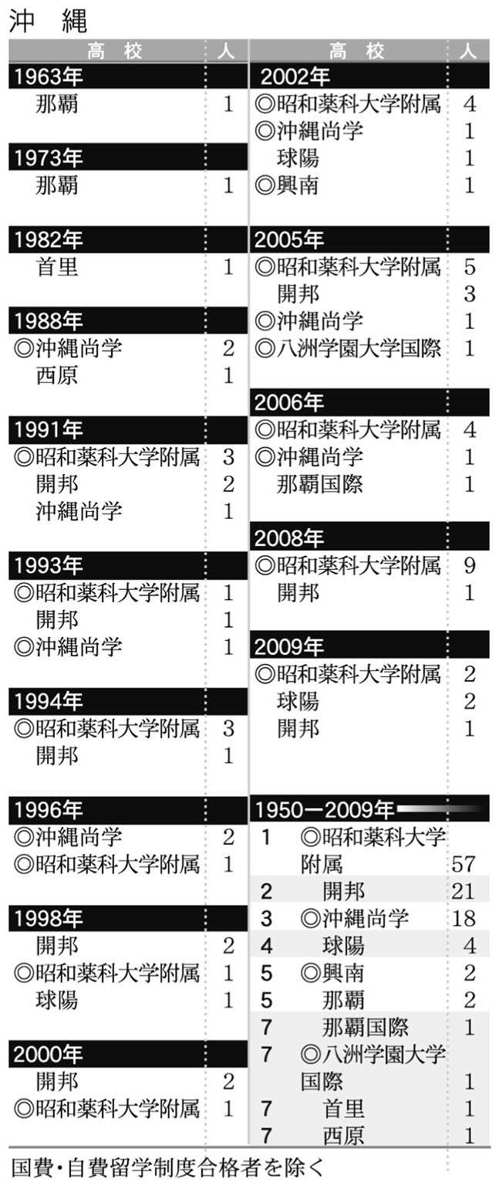 沖 縄
高 校 人
1963年
那覇 1
1973年
那覇 1
1982年
首里 1
1988年
◎沖縄尚学 2
西原 1
1991年
◎昭和薬科大学附属 3
開邦 2
沖縄尚学 1
1993年
◎昭和薬科大学附属 1
開邦 1
◎沖縄尚学 1
1994年
◎昭和薬科大学附属 3
開邦 1
1996年
◎沖縄尚学 2
◎昭和薬科大学附属 1
1998年
開邦 2
◎昭和薬科大学附属 1
球陽 1
2000年
開邦 2
◎昭和薬科大学附属 1
高 校 人
2002年
◎昭和薬科大学附属 4
◎沖縄尚学 1
球陽 1
◎興南 1
2005年
◎昭和薬科大学附属 5
開邦 3
◎沖縄尚学 1
◎八洲学園大学国際 1
2006年
◎昭和薬科大学附属 4
◎沖縄尚学 1
那覇国際 1
2008年
◎昭和薬科大学附属 9
開邦 1
2009年
◎昭和薬科大学附属 2
球陽 2
開邦 1
1950－2009年
1 ◎昭和薬科大学
附属 57
2 開邦 21
3 ◎沖縄尚学 18
4 球陽 4
5 ◎興南 2
5 那覇 2
7 那覇国際 1
7 ◎八洲学園大学
国際 1
7 首里 1
7 西原 1
国費・自費留学制度合格者を除く